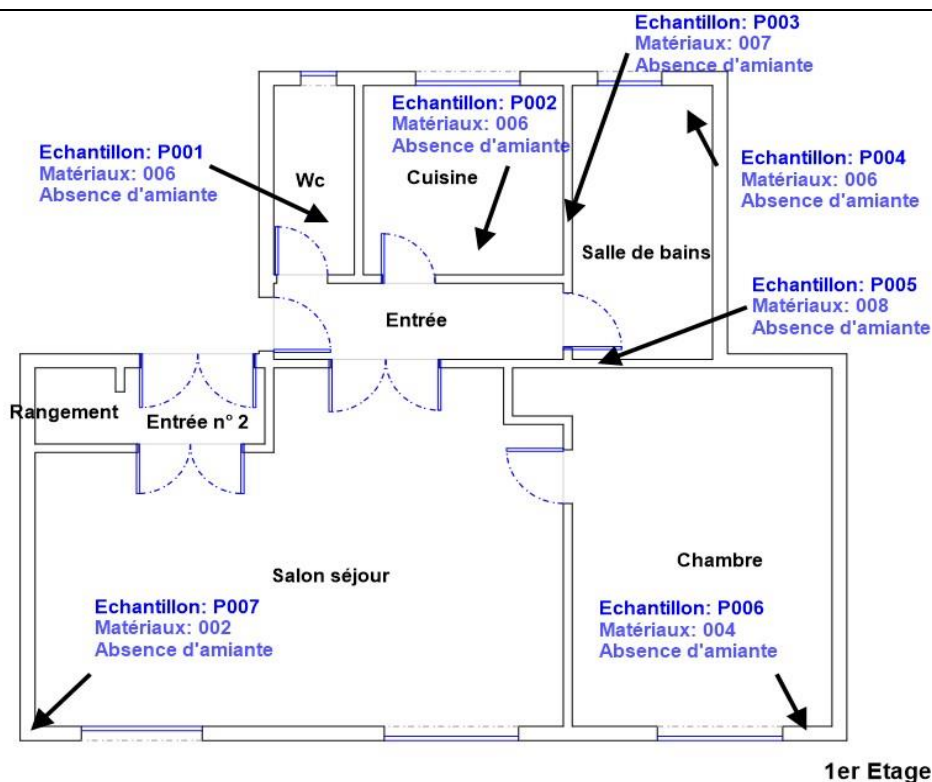 Echantillon: P003
Matériaux: 007
Absence d'amiante
Echantillon: P002
Matériaux: 006
Absence d'amiante
Echantillon: P001
Matériaux: 006
Absence d'amiante
Wc
Cuisine
Echantillon: P004
Matériaux: 006
Absence d'amiante
Salle de bains
Echantillon: P005
Matériaux: 008
Absence d'amiante
Entrée
Rangement
Entrée n° 2
Salon séjour
Chambre
Echantillon: P007
Matériaux: 002
Absence d'amiante
Echantillon: P006
Matériaux: 004
Absence d'amiante
1er Etage